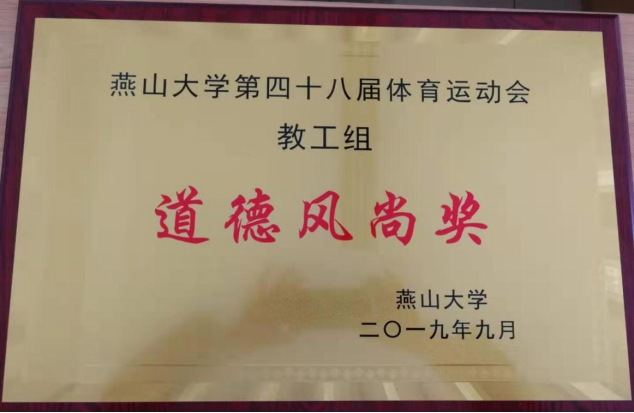 燕山大学第四十八届体育运动会
教工组
道德风尚奖
燕山大学
二〇一九年九月